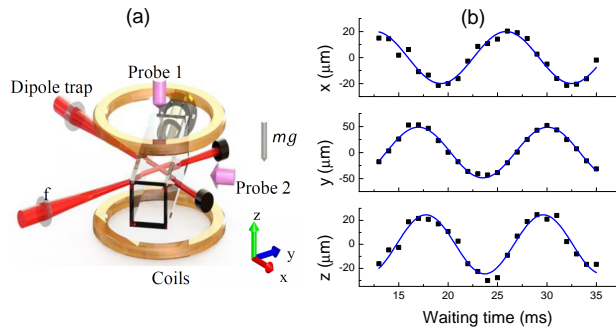 (a)
Dipole trap
Probe 1
mg
Probe 2
f
Coils
z
y
x
(b)
x (μm)
20
0
-20
y (μm)
50
0
-50
z (μm)
20
0
-20
15 20 25 30 35
Waiting time (ms)